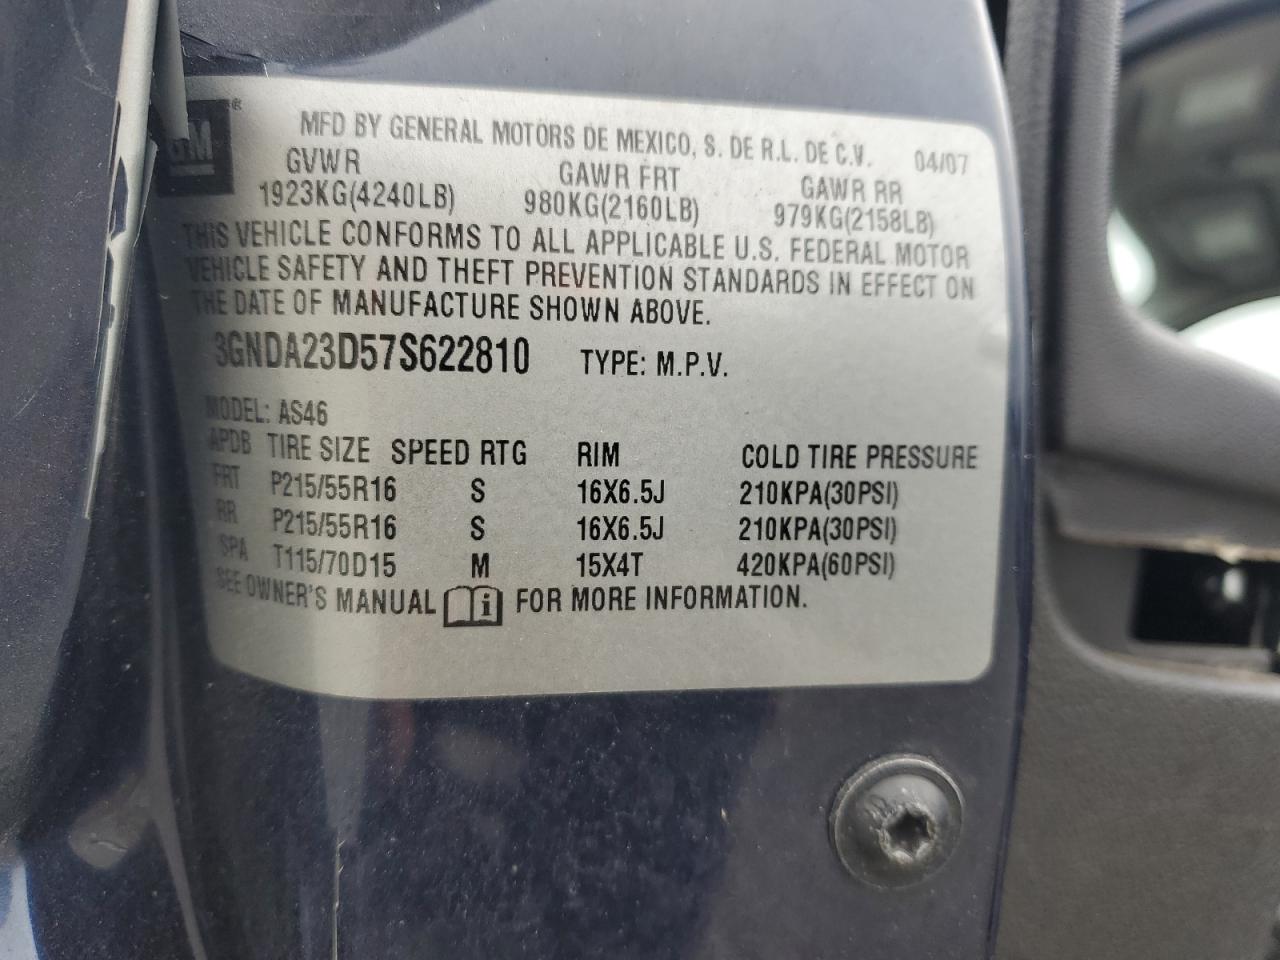 GM®
MFD BY GENERAL MOTORS DE MEXICO, S. DE R.L. DE C.V. 04/07
GVWR GAWR FRT GAWR RR
1923KG(4240LB) 980KG(2160LB) 979KG(2158LB)
THIS VEHICLE CONFORMS TO ALL APPLICABLE U.S. FEDERAL MOTOR
VEHICLE SAFETY AND THEFT PREVENTION STANDARDS IN EFFECT ON
THE DATE OF MANUFACTURE SHOWN ABOVE.
3GNDA23D57S622810 TYPE: M.P.V.
MODEL: AS46
APDB TIRE SIZE SPEED RTG RIM COLD TIRE PRESSURE
FRT P215/55R16 S 16X6.5J 210KPA(30PSI)
RR P215/55R16 S 16X6.5J 210KPA(30PSI)
SPA T115/70D15 M 15X4T 420KPA(60PSI)
SEE OWNER'S MANUAL i FOR MORE INFORMATION.